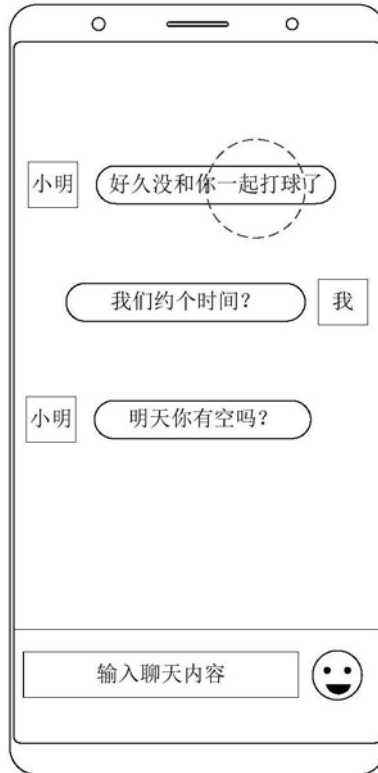 小明
好久没和你一起打球了
我们约个时间？
我
小明
明天你有空吗？
输入聊天内容